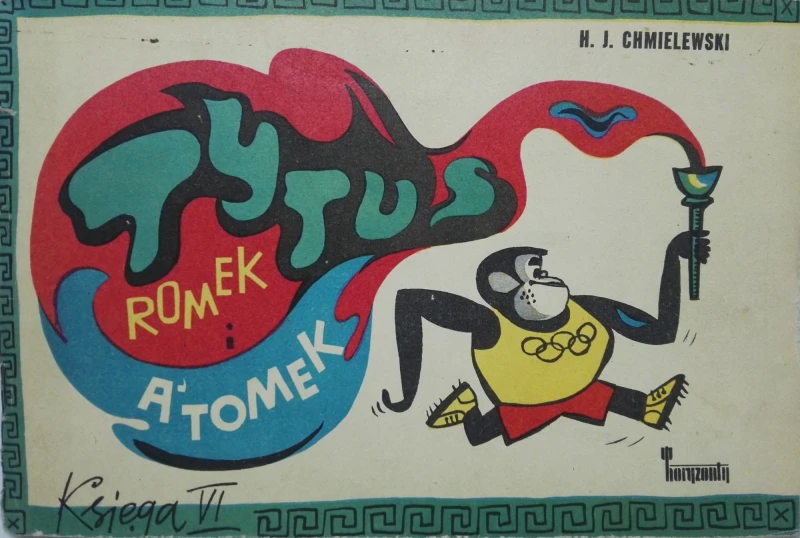 H. J. CHMIELEWSKI
TYTUS
ROMEK
i
A'TOMEK
horyzonty
Księga VI